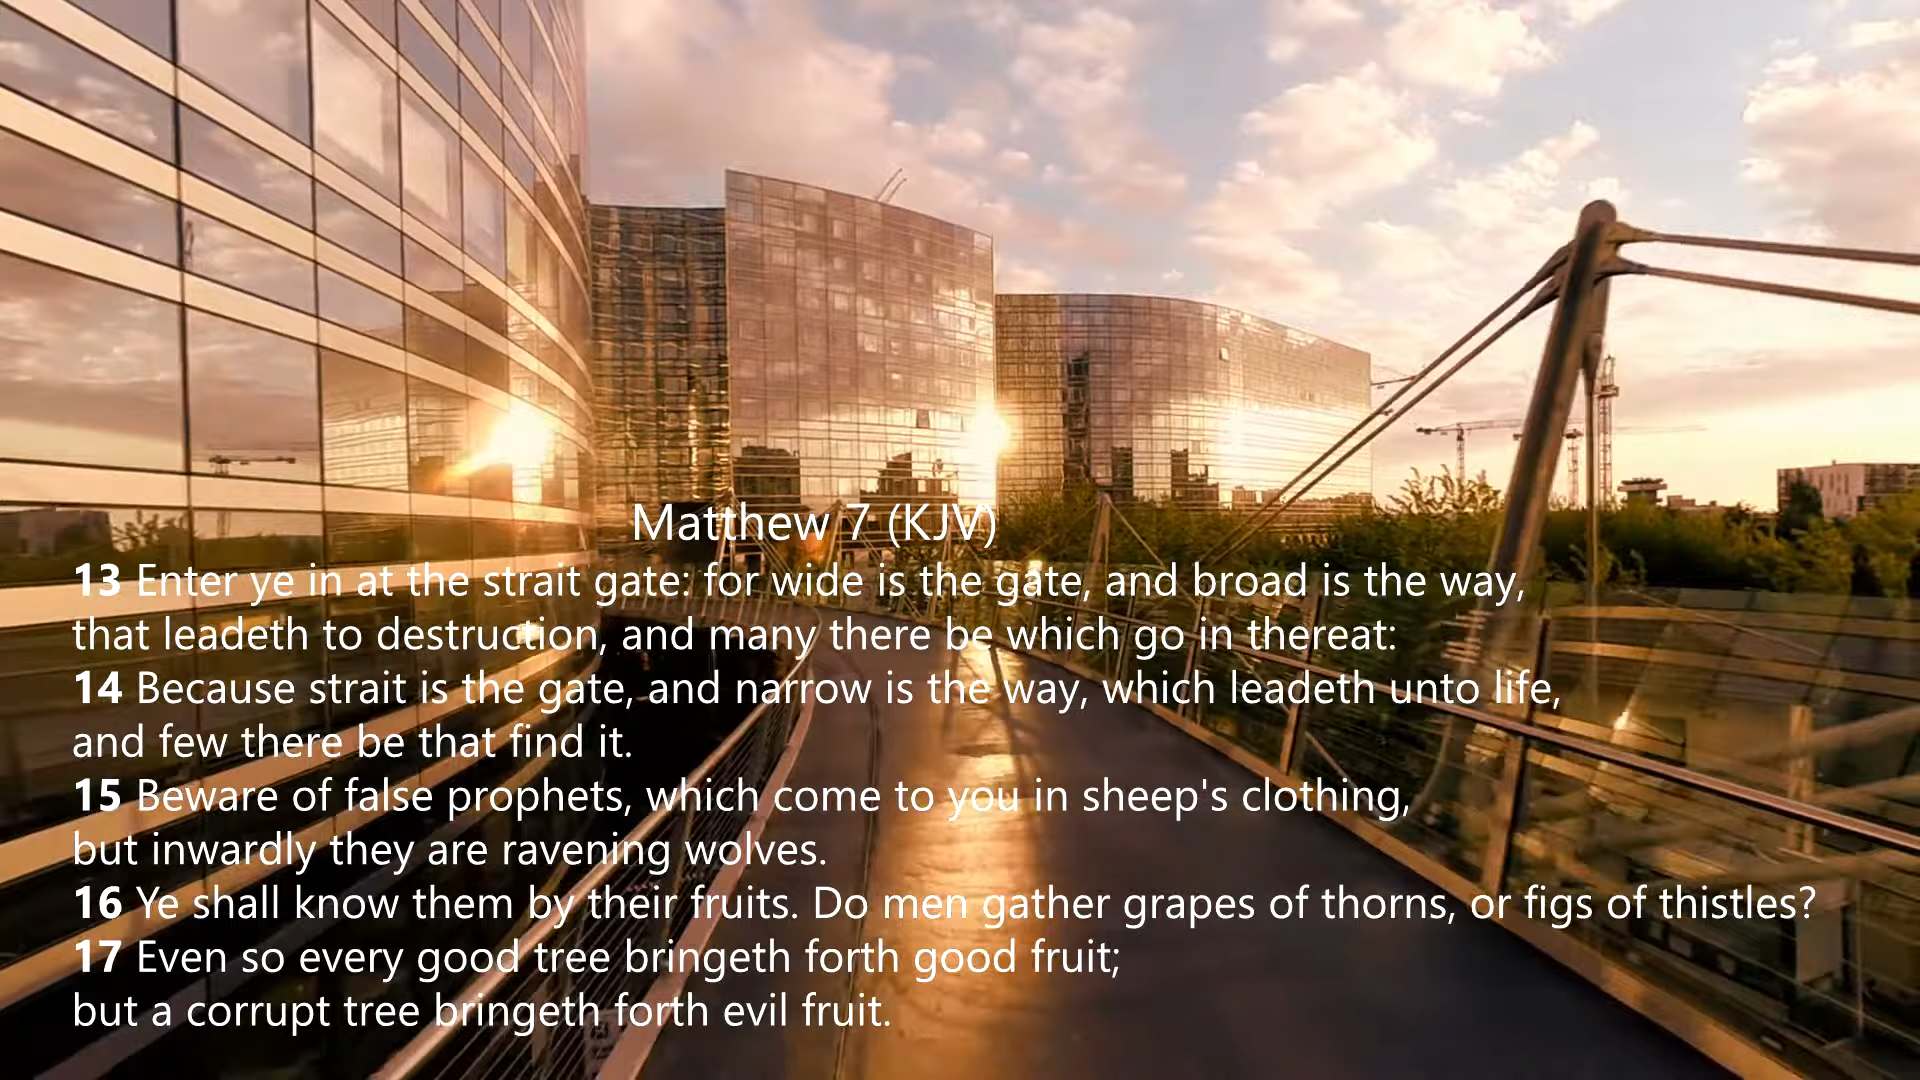 Matthew 7 (KJV)
13 Enter ye in at the strait gate: for wide is the gate, and broad is the way,
that leadeth to destruction, and many there be which go in thereat:
14 Because strait is the gate, and narrow is the way, which leadeth unto life,
and few there be that find it.
15 Beware of false prophets, which come to you in sheep's clothing,
but inwardly they are ravening wolves.
16 Ye shall know them by their fruits. Do men gather grapes of thorns, or figs of thistles?
17 Even so every good tree bringeth forth good fruit;
but a corrupt tree bringeth forth evil fruit.